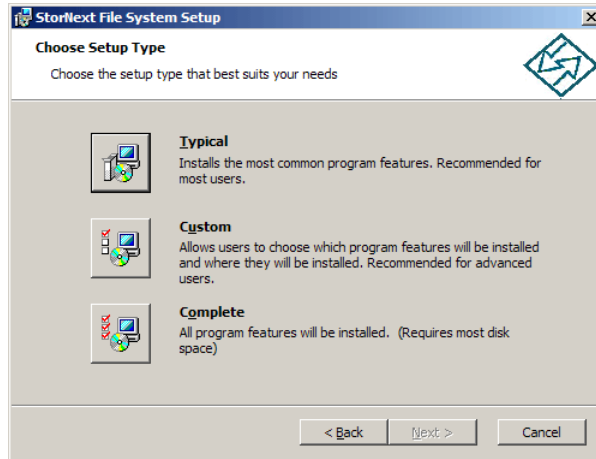 StorNext File System Setup
Choose Setup Type
Choose the setup type that best suits your needs
Typical
Installs the most common program features. Recommended for
most users.
Custom
Allows users to choose which program features will be installed
and where they will be installed. Recommended for advanced
users.
Complete
All program features will be installed. (Requires most disk
space)
< Back Next > Cancel